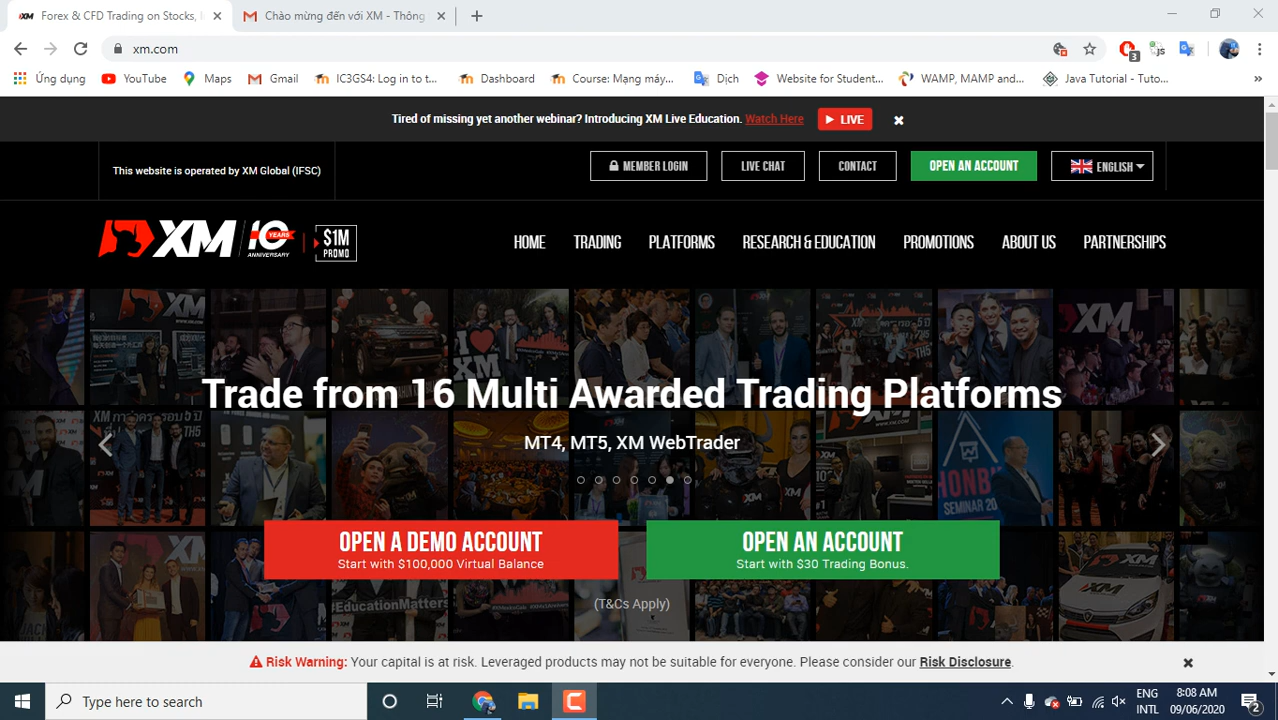 Forex & CFD Trading on Stocks, I
Chào mừng đến với XM - Thông
xm.com
3
Ứng dụng
YouTube
Maps
Gmail
IC3GS4: Log in to t...
Dashboard
Course: Mạng máy...
Dịch
Website for Student...
WAMP, MAMP and...
Java Tutorial - Tuto...
Tired of missing yet another webinar? Introducing XM Live Education. Watch Here
LIVE
This website is operated by XM Global (IFSC)
MEMBER LOGIN
LIVE CHAT
CONTACT
OPEN AN ACCOUNT
ENGLISH
XM
10 YEARS
ANNIVERSARY
$1M
PROMO
HOME
TRADING
PLATFORMS
RESEARCH & EDUCATION
PROMOTIONS
ABOUT US
PARTNERSHIPS
Trade from 16 Multi Awarded Trading Platforms
MT4, MT5, XM WebTrader
OPEN A DEMO ACCOUNT
Start with $100,000 Virtual Balance
OPEN AN ACCOUNT
Start with $30 Trading Bonus.
(T&Cs Apply)
#EducationMatters
Risk Warning: Your capital is at risk. Leveraged products may not be suitable for everyone. Please consider our Risk Disclosure.
Type here to search
ENG
INTL
8:08 AM
09/06/2020
2